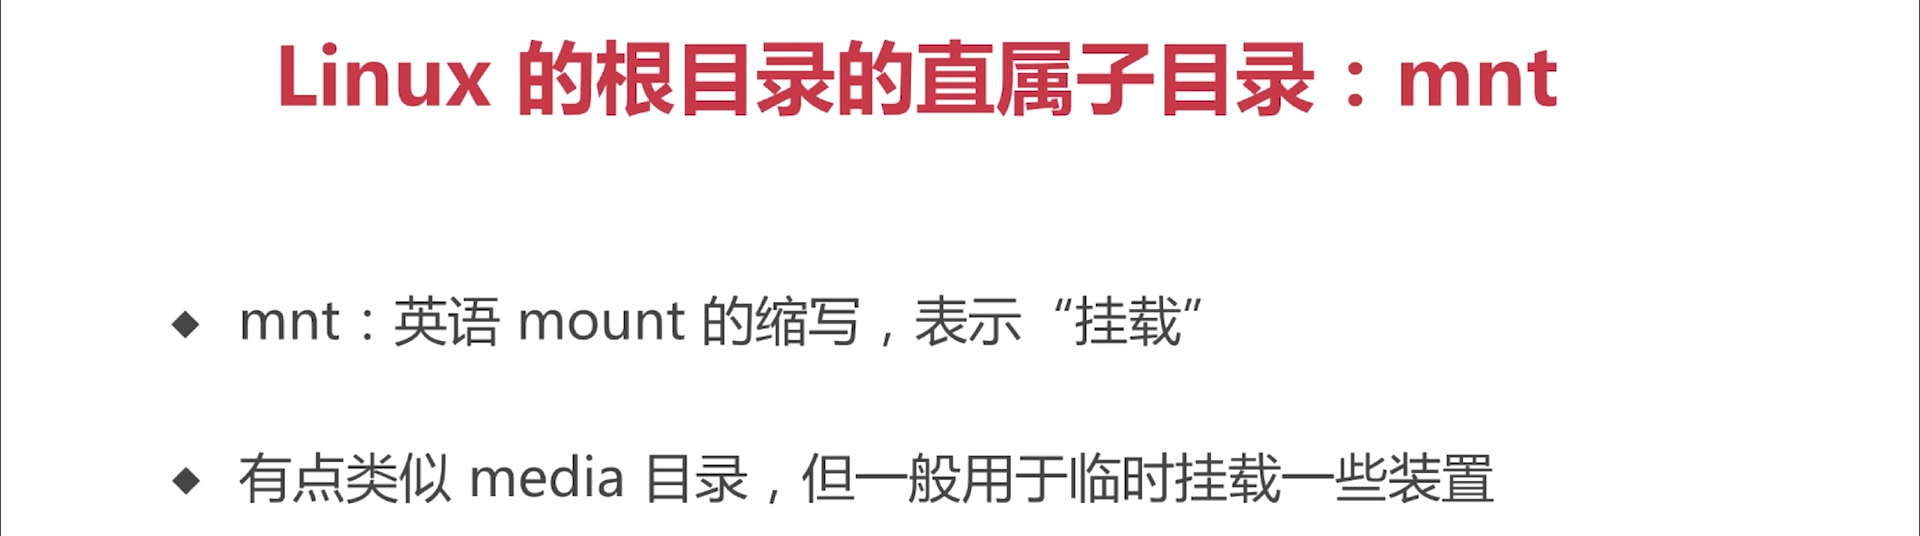 Linux 的根目录的直属子目录：mnt
◆ mnt：英语 mount 的缩写，表示“挂载”
◆ 有点类似 media 目录，但一般用于临时挂载一些装置